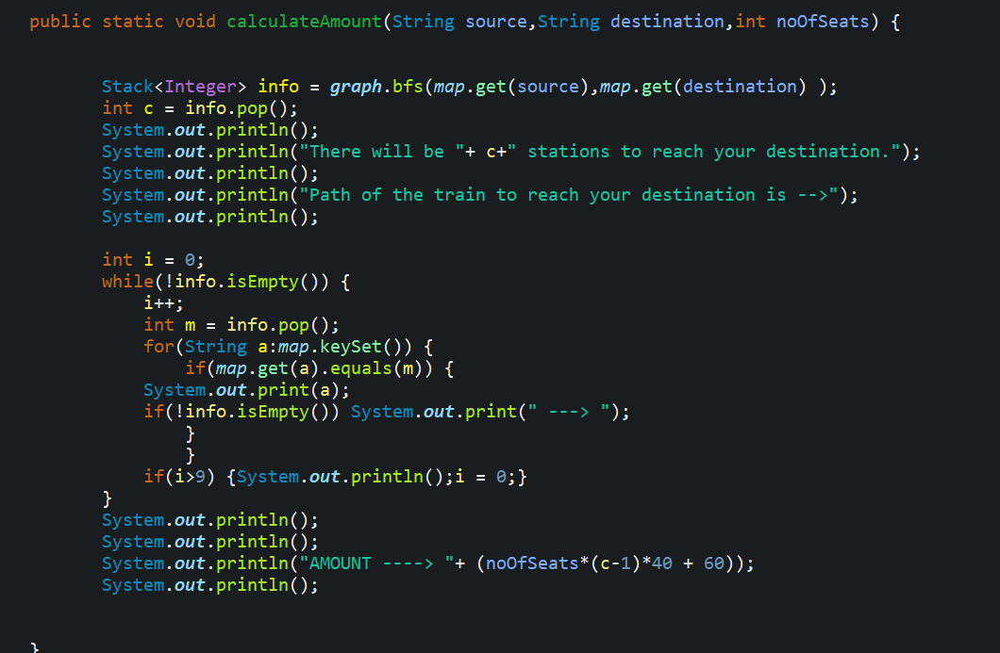 public static void calculateAmount(String source,String destination,int noOfSeats) {
Stack<Integer> info = graph.bfs(map.get(source),map.get(destination) );
int c = info.pop();
System.out.println();
System.out.println("There will be "+ c+" stations to reach your destination.");
System.out.println();
System.out.println("Path of the train to reach your destination is -->");
System.out.println();
int i = 0;
while(!info.isEmpty()) {
i++;
int m = info.pop();
for(String a:map.keySet()) {
if(map.get(a).equals(m)) {
System.out.print(a);
if(!info.isEmpty()) System.out.print(" ---> ");
}
}
if(i>9) {System.out.println();i = 0;}
}
System.out.println();
System.out.println();
System.out.println("AMOUNT ----> "+ (noOfSeats*(c-1)*40 + 60));
System.out.println();
}